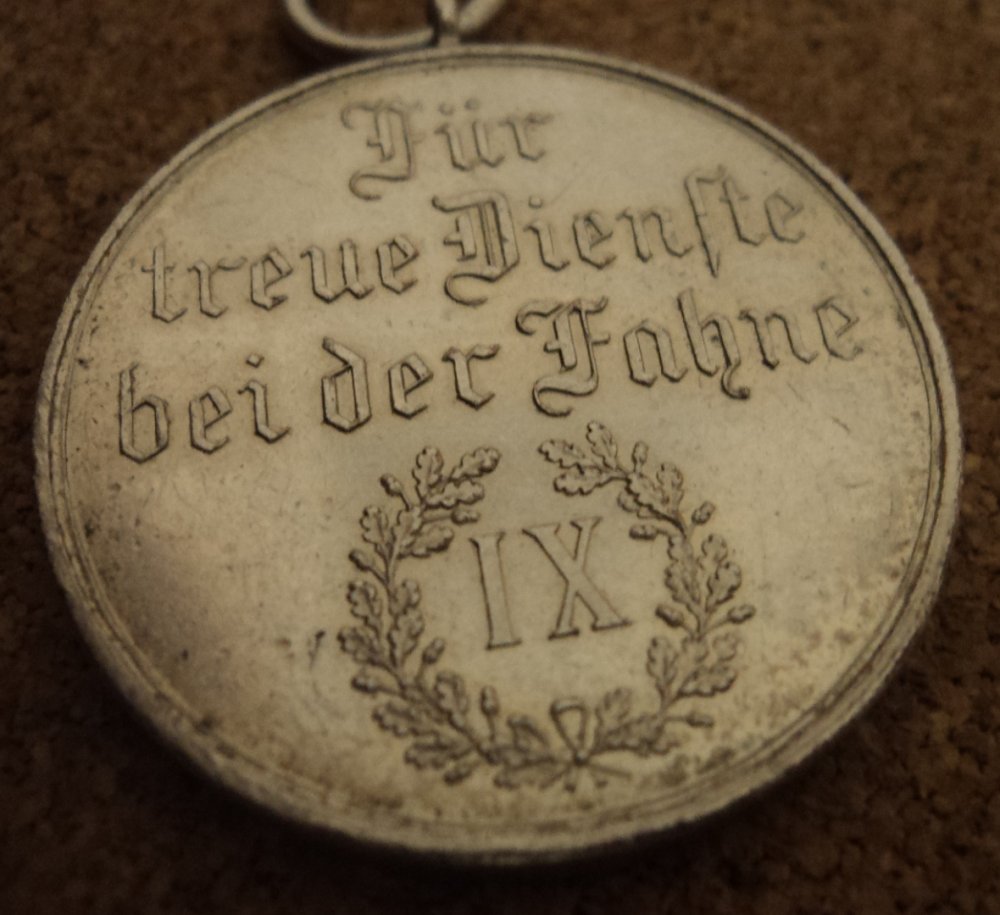 Für
treue Dienste
bei der Fahne
IX